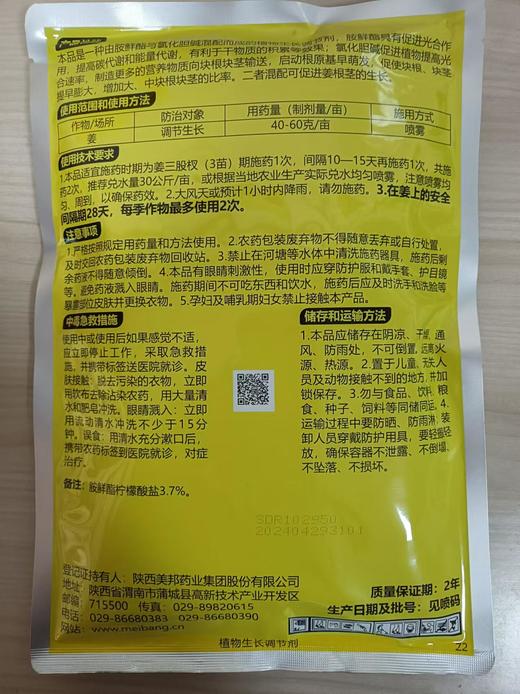 产品性能
本品是一种由胺鲜酯与氯化胆碱混配而成的植物生长调节剂，胺鲜酯具有促进光合作
用，提高碳代谢和能量代谢，有利于干物质的积累等效果；氯化胆碱促进植物提高光
合速率，制造更多的营养物质向块根块茎输送，启动根原基早萌发，促使块根、块茎
提早膨大，增加大、中块根块茎的比率。二者混配可促进姜根茎的生长。
使用范围和使用方法
作物/场所 防治对象 用药量（制剂量/亩） 施用方式
姜 调节生长 40-60克/亩 喷雾
使用技术要求
1.本品适宜施药时期为姜三股杈（3苗）期施药1次，间隔10—15天再施药1次，共施
药2次，推荐兑水量30公斤/亩，或根据当地农业生产实际兑水均匀喷雾，注意喷雾均
匀、周到，以确保药效。2.大风天或预计1小时内降雨，请勿施药。3.在姜上的安全
间隔期28天，每季作物最多使用2次。
注意事项
1.严格按照规定用药量和方法使用。2.农药包装废弃物不得随意丢弃或自行处置，
及时交回农药包装废弃物回收站。3.禁止在河塘等水体中清洗施药器具，施药后剩
余药液不得随意倾倒。4.本品有眼睛刺激性，使用时应穿防护服和戴手套、护目镜
等。避免药液溅入眼睛。施药期间不可吃东西和饮水，施药后应及时洗手和洗脸等
暴露部位皮肤并更换衣物。5.孕妇及哺乳期妇女禁止接触本产品。
中毒急救措施
使用中或使用后如果感觉不适，
应立即停止工作，采取急救措
施，并携带标签送医院就诊。皮
肤接触：脱去污染的衣物，立即
用软布去除沾染农药，用大量清
水和肥皂冲洗。眼睛溅入：立即
用流动清水冲洗不少于15分
钟。误食：用清水充分漱口后，
携带农药标签到医院就诊，对症
治疗。
储存和运输方法
1.本品应储存在阴凉、干燥、通
风、防雨处，不可倒置，远离火
源、热源。2.置于儿童、无关人
员及动物接触不到的地方，并加
锁保存。3.勿与食品、饮料、粮
食、种子、饲料等同储同运。4.
运输过程中要防晒、防雨淋；装
卸人员穿戴防护用具，要轻搬轻
放，确保容器不泄露、不倒塌、
不坠落、不损坏。
备注：胺鲜酯柠檬酸盐3.7%。
SDR102950
202404293101
登记证持有人：陕西美邦药业集团股份有限公司
地址：陕西省渭南市蒲城县高新技术产业开发区
715500 传真：029-89820615
电话：029-86680383 029-86680390
网址：www.meibang.cn
质量保证期：2年
生产日期及批号：见喷码
植物生长调节剂
Z2